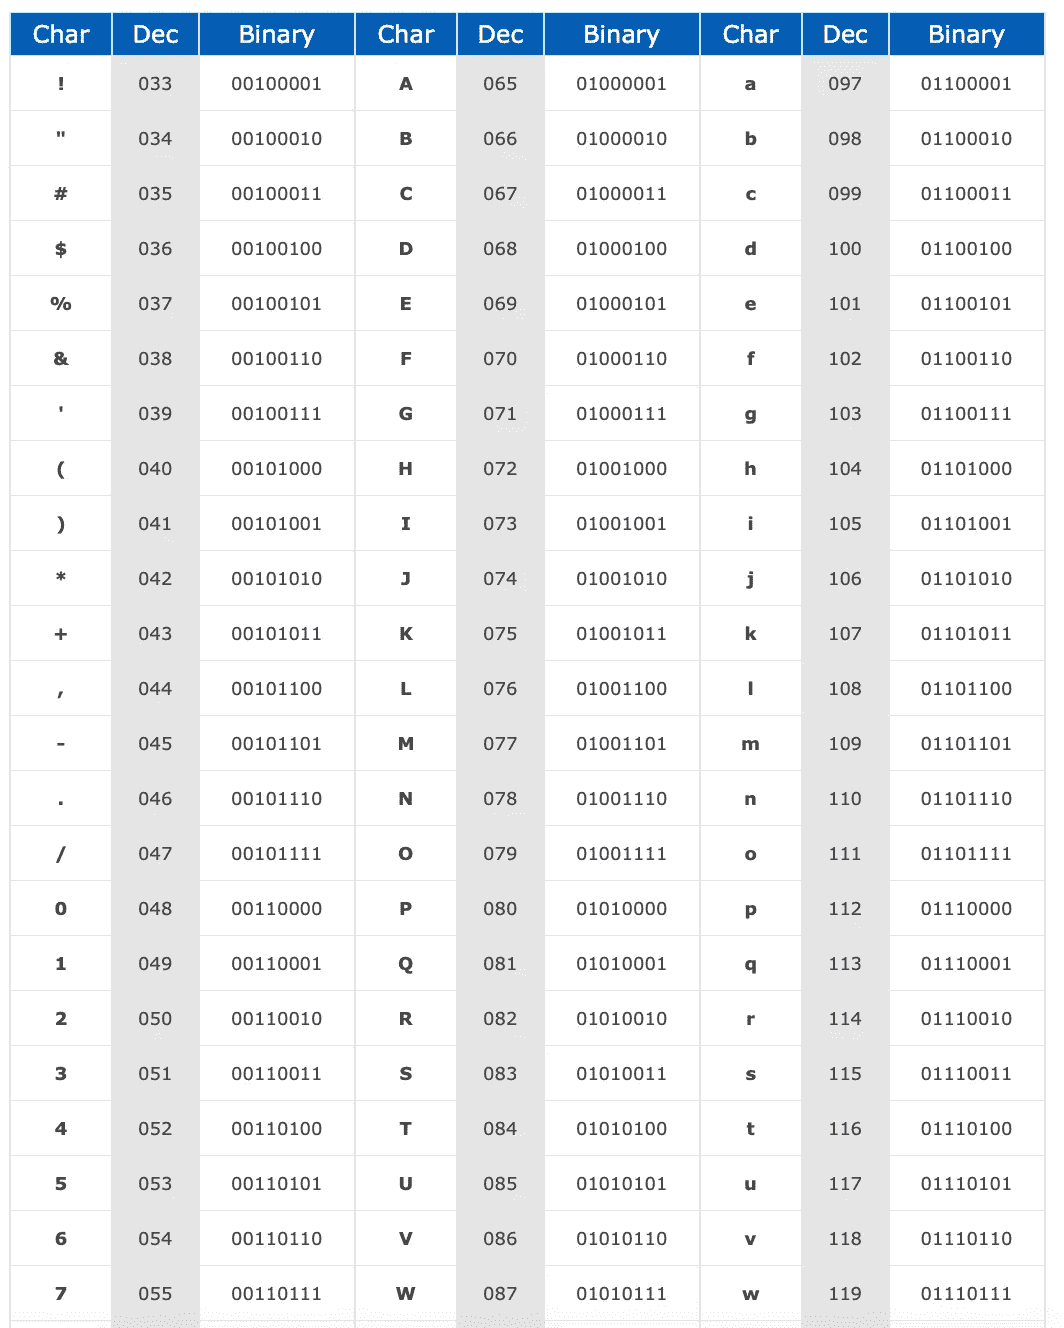 Char Dec Binary Char Dec Binary Char Dec Binary
! 033 00100001 A 065 01000001 a 097 01100001
" 034 00100010 B 066 01000010 b 098 01100010
# 035 00100011 C 067 01000011 c 099 01100011
$ 036 00100100 D 068 01000100 d 100 01100100
% 037 00100101 E 069 01000101 e 101 01100101
& 038 00100110 F 070 01000110 f 102 01100110
' 039 00100111 G 071 01000111 g 103 01100111
( 040 00101000 H 072 01001000 h 104 01101000
) 041 00101001 I 073 01001001 i 105 01101001
* 042 00101010 J 074 01001010 j 106 01101010
+ 043 00101011 K 075 01001011 k 107 01101011
, 044 00101100 L 076 01001100 l 108 01101100
- 045 00101101 M 077 01001101 m 109 01101101
. 046 00101110 N 078 01001110 n 110 01101110
/ 047 00101111 O 079 01001111 o 111 01101111
0 048 00110000 P 080 01010000 p 112 01110000
1 049 00110001 Q 081 01010001 q 113 01110001
2 050 00110010 R 082 01010010 r 114 01110010
3 051 00110011 S 083 01010011 s 115 01110011
4 052 00110100 T 084 01010100 t 116 01110100
5 053 00110101 U 085 01010101 u 117 01110101
6 054 00110110 V 086 01010110 v 118 01110110
7 055 00110111 W 087 01010111 w 119 01110111